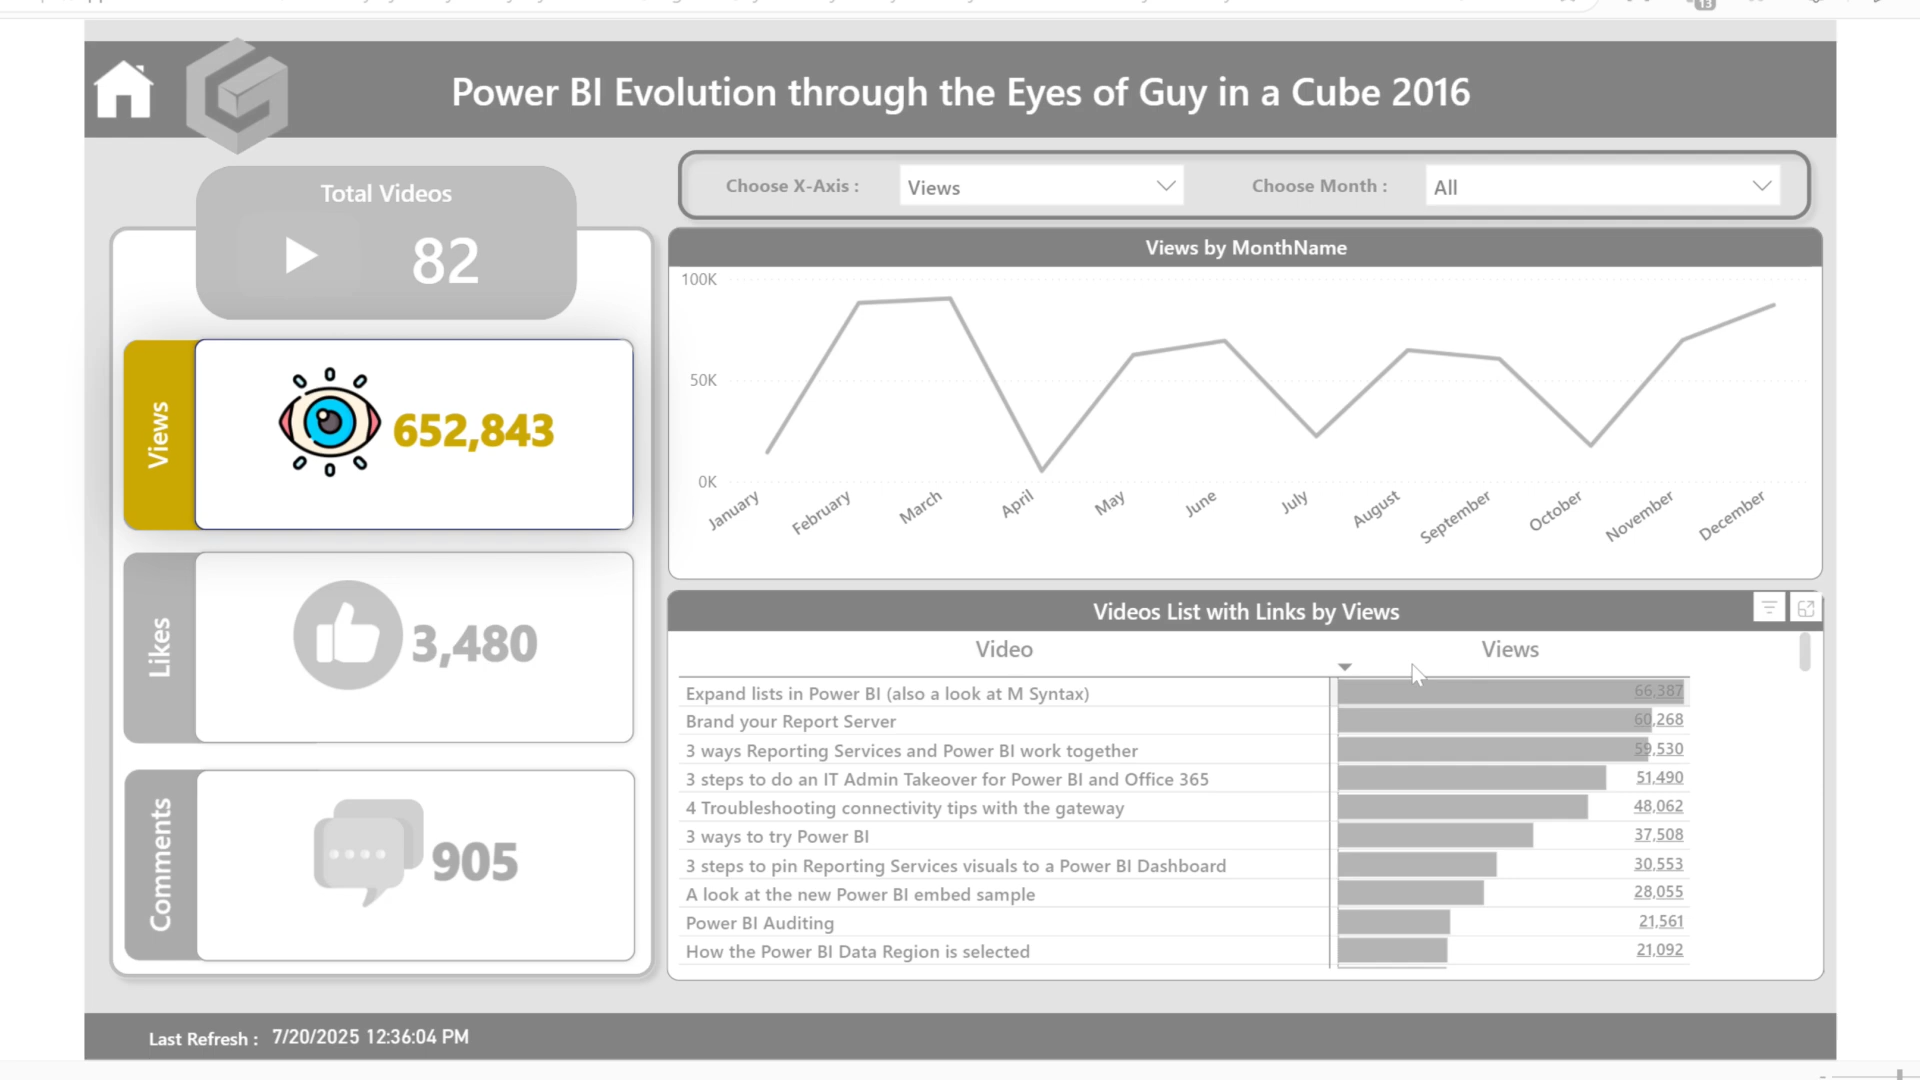 13
Power BI Evolution through the Eyes of Guy in a Cube 2016
Total Videos
82
Choose X-Axis :
Views
Choose Month :
All
Views by MonthName
100K
50K
0K
January
February
March
April
May
June
July
August
September
October
November
December
Views
652,843
Likes
3,480
Comments
905
Videos List with Links by Views
Video Views
Expand lists in Power BI (also a look at M Syntax) 66,387
Brand your Report Server 60,268
3 ways Reporting Services and Power BI work together 59,530
3 steps to do an IT Admin Takeover for Power BI and Office 365 51,490
4 Troubleshooting connectivity tips with the gateway 48,062
3 ways to try Power BI 37,508
3 steps to pin Reporting Services visuals to a Power BI Dashboard 30,553
A look at the new Power BI embed sample 28,055
Power BI Auditing 21,561
How the Power BI Data Region is selected 21,092
Last Refresh : 7/20/2025 12:36:04 PM